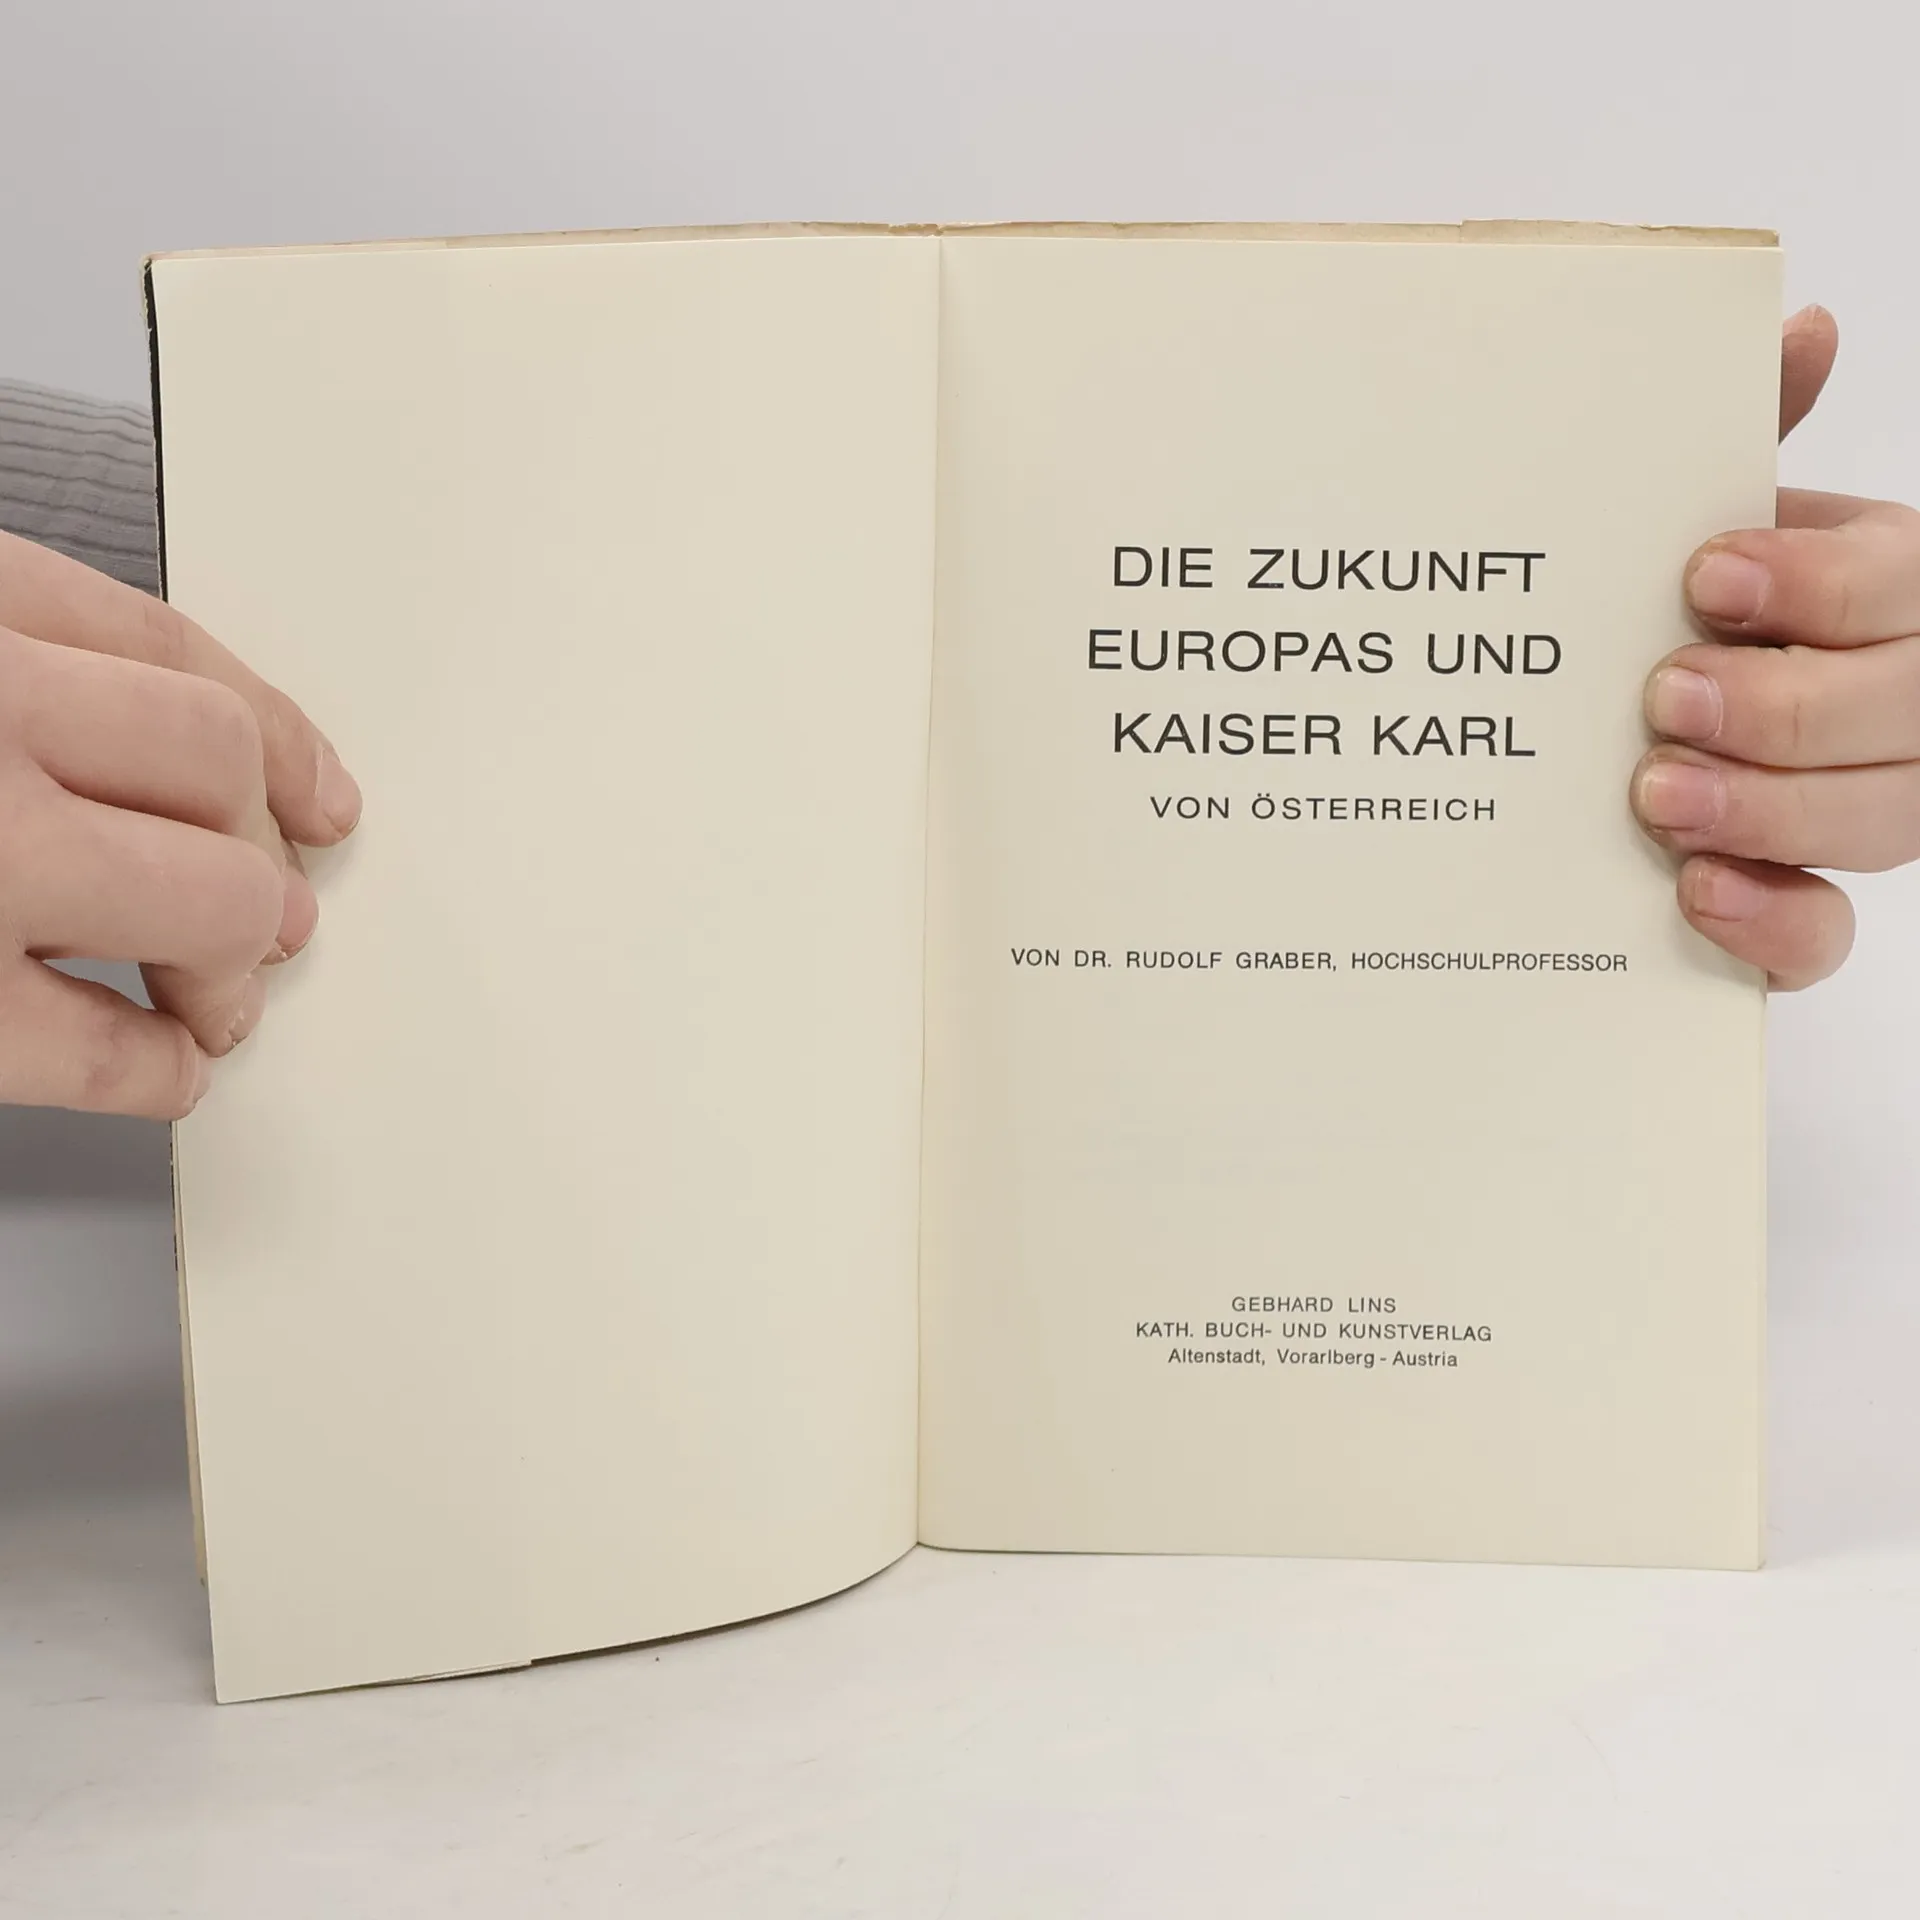 DIE ZUKUNFT
EUROPAS UND
KAISER KARL
VON ÖSTERREICH
VON DR. RUDOLF GRABER, HOCHSCHULPROFESSOR
GEBHARD LINS
KATH. BUCH- UND KUNSTVERLAG
Altenstadt, Vorarlberg - Austria